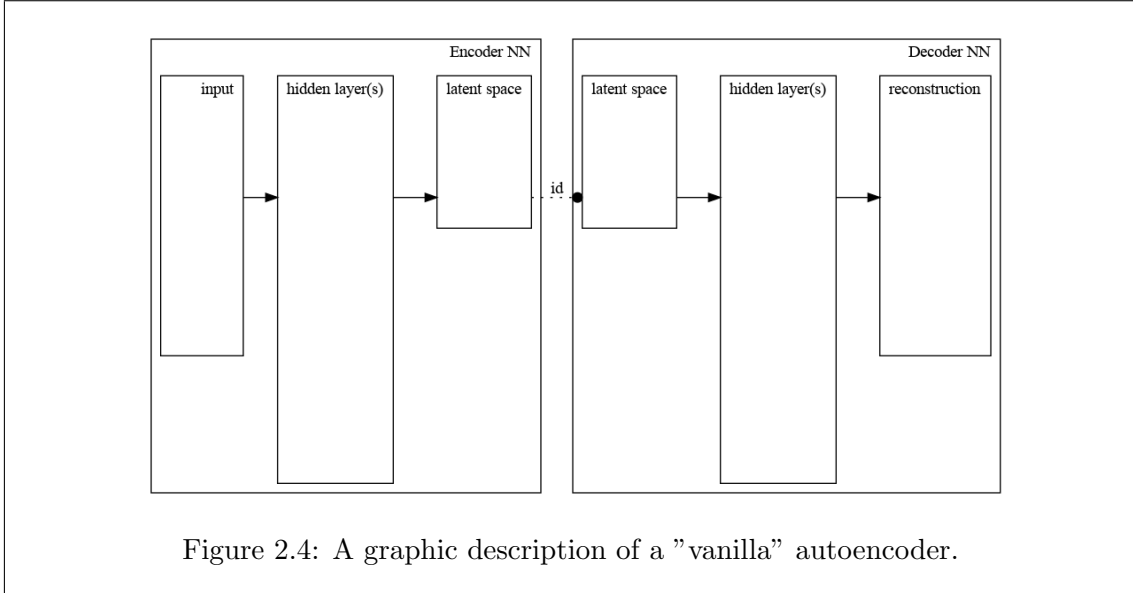 Encoder NN
Decoder NN
input
hidden layer(s)
latent space
latent space
hidden layer(s)
reconstruction
id
Figure 2.4: A graphic description of a ”vanilla” autoencoder.